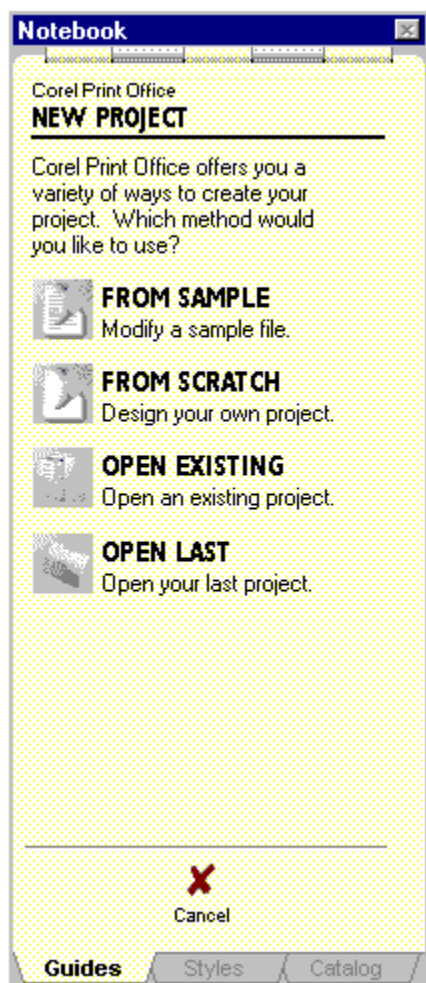 Notebook
Corel Print Office
NEW PROJECT
Corel Print Office offers you a
variety of ways to create your
project. Which method would
you like to use?
FROM SAMPLE
Modify a sample file.
FROM SCRATCH
Design your own project.
OPEN EXISTING
Open an existing project.
OPEN LAST
Open your last project.
Cancel
Guides Styles Catalog